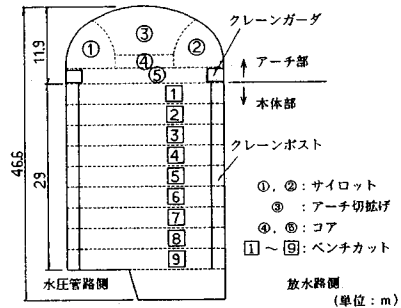 クレーンガーダ
①
③
②
④
⑤
アーチ部
本体部
11.9
46.6
2.9
1
2
3
4
5
6
7
8
9
クレーンポスト
①, ②：サイロット
③：アーチ切拡げ
④, ⑤：コア
1 ～ 9：ベンチカット
水圧管路側
放水路側
(単位：m)